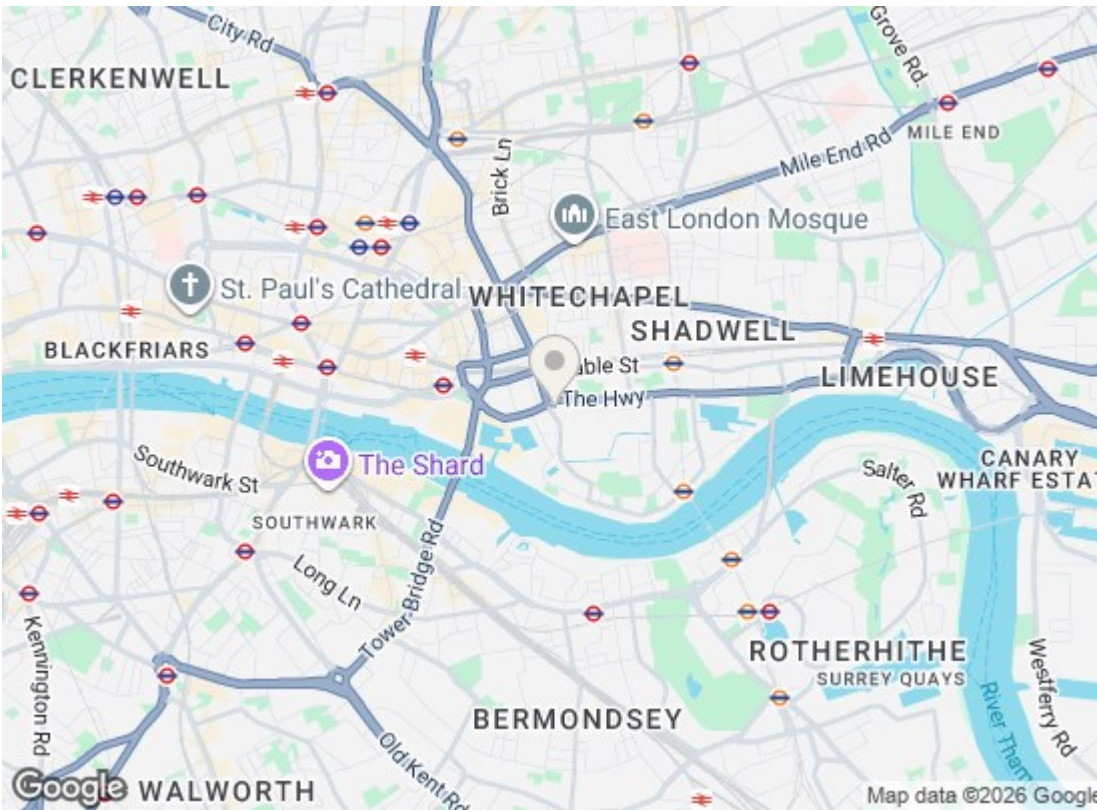 City Rd
CLERKENWELL
Grove Rd.
MILE END
Mile End Rd
Brick Ln
East London Mosque
St. Paul's Cathedral
WHITECHAPEL
SHADWELL
BLACKFRIARS
able St
LIMEHOUSE
The Hwy
Southwark St
The Shard
CANARY
WHARF ESTAT
Salter Rd
SOUTHWARK
Long Ln
Tower Bridge Rd
Kennington Rd
ROTHERHITHE
SURREY QUAYS
Westferry Rd
River Tham
BERMONDSEY
Old Kent Rd
Google
WALWORTH
Map data ©2026 Google